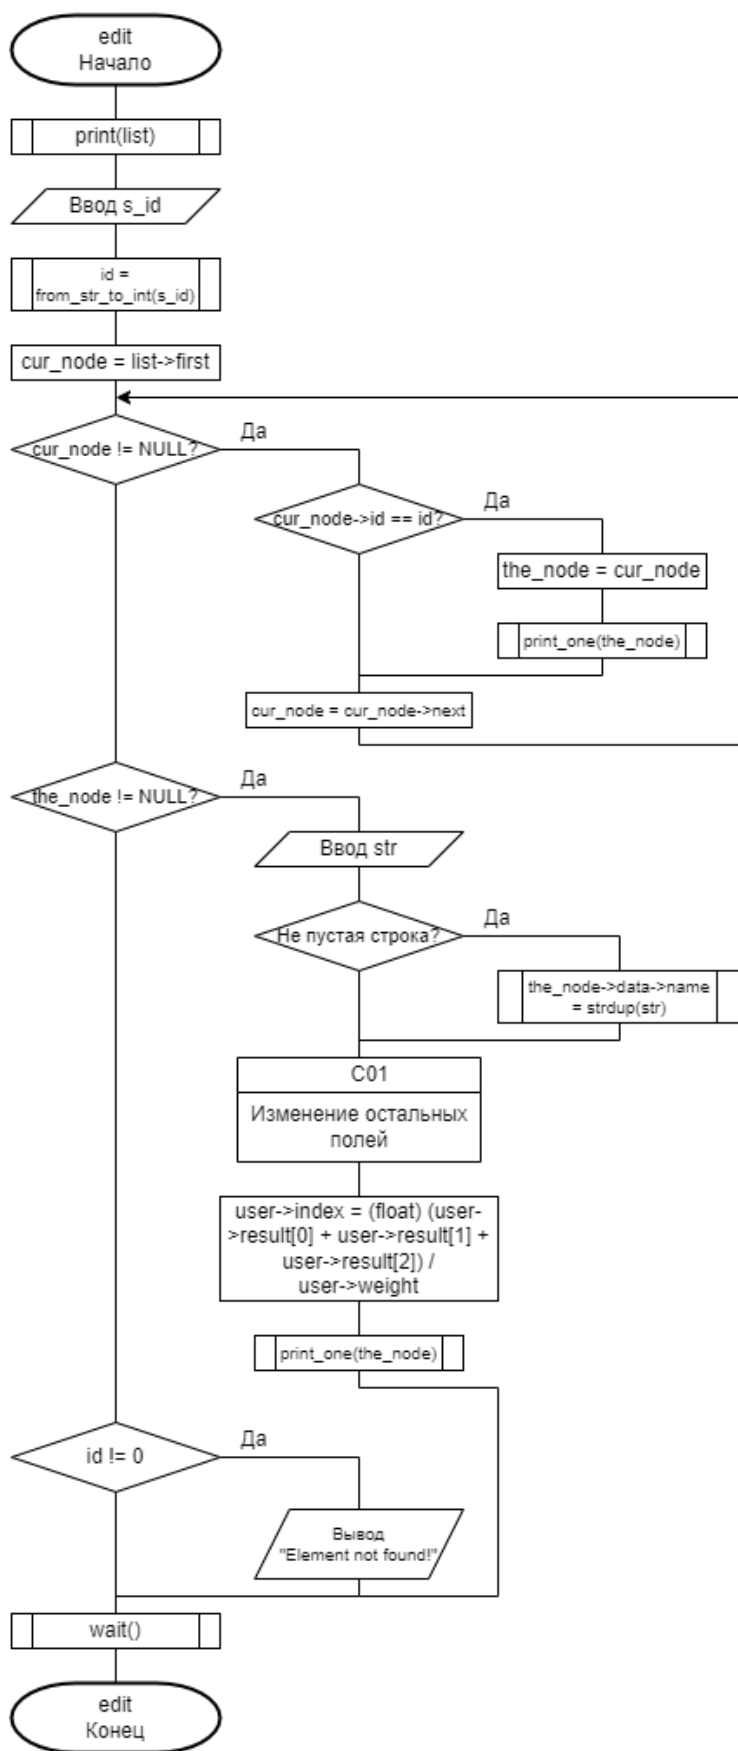 edit
Начало
print(list)
Ввод s_id
id =
from_str_to_int(s_id)
cur_node = list->first
cur_node != NULL?
Да
cur_node->id == id?
Да
the_node = cur_node
print_one(the_node)
cur_node = cur_node->next
the_node != NULL?
Да
Ввод str
Не пустая строка?
Да
the_node->data->name
= strdup(str)
C01
Изменение остальных
полей
user->index = (float) (user-
>result[0] + user->result[1] +
user->result[2]) /
user->weight
print_one(the_node)
id != 0
Да
Вывод
"Element not found!"
wait()
edit
Конец